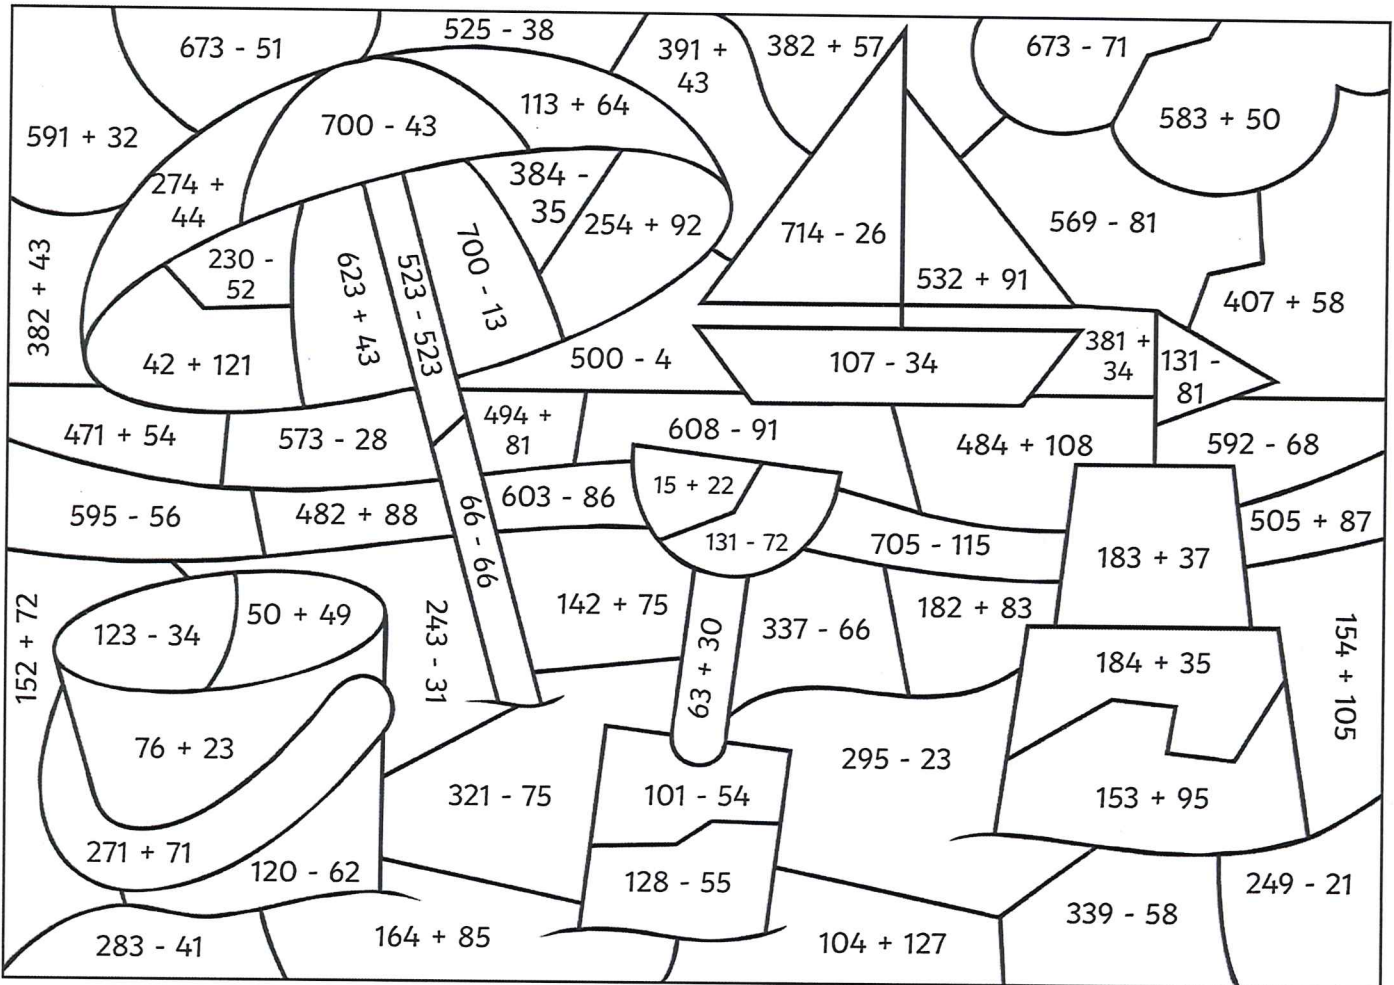 673 - 51
525 - 38
391 +
43
382 + 57
673 - 71
591 + 32
700 - 43
113 + 64
583 + 50
274 +
44
384 -
35
254 + 92
714 - 26
569 - 81
382 + 43
230 -
52
623 + 43
523 - 523
700 - 13
532 + 91
407 + 58
42 + 121
500 - 4
107 - 34
381 +
34
131 -
81
471 + 54
573 - 28
494 +
81
608 - 91
484 + 108
592 - 68
595 - 56
482 + 88
66 - 66
603 - 86
15 + 22
131 - 72
705 - 115
183 + 37
505 + 87
152 + 72
123 - 34
50 + 49
243 - 31
142 + 75
63 + 30
337 - 66
182 + 83
184 + 35
154 + 105
76 + 23
321 - 75
101 - 54
295 - 23
153 + 95
271 + 71
120 - 62
128 - 55
339 - 58
249 - 21
283 - 41
164 + 85
104 + 127